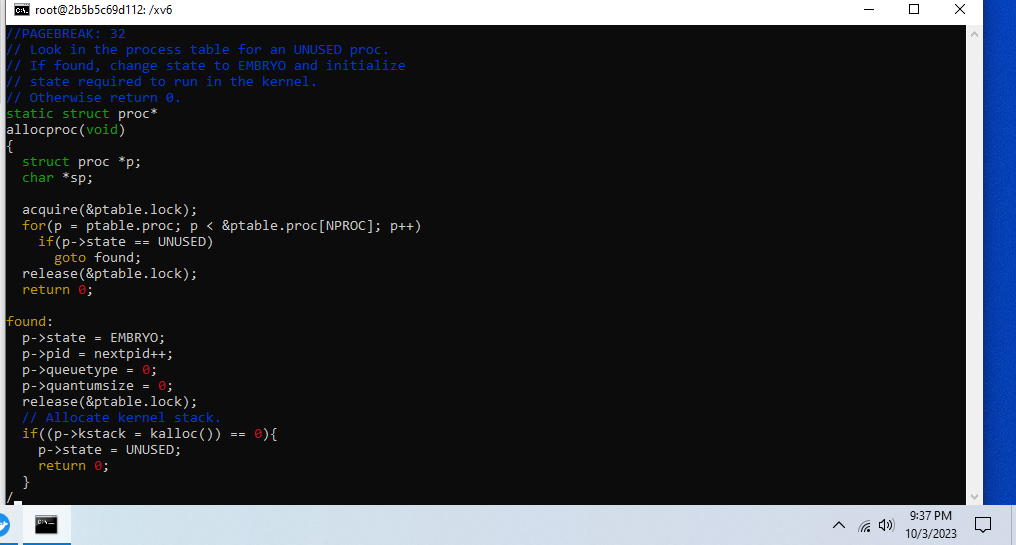 root@2b5b5c69d112: /xv6
//PAGEBREAK: 32
// Look in the process table for an UNUSED proc.
// If found, change state to EMBRYO and initialize
// state required to run in the kernel.
// Otherwise return 0.
static struct proc*
allocproc(void)
{
  struct proc *p;
  char *sp;

  acquire(&ptable.lock);
  for(p = ptable.proc; p < &ptable.proc[NPROC]; p++)
    if(p->state == UNUSED)
      goto found;
  release(&ptable.lock);
  return 0;

found:
  p->state = EMBRYO;
  p->pid = nextpid++;
  p->queuetype = 0;
  p->quantumsize = 0;
  release(&ptable.lock);
  // Allocate kernel stack.
  if((p->kstack = kalloc()) == 0){
    p->state = UNUSED;
    return 0;
  }
/
9:37 PM
10/3/2023